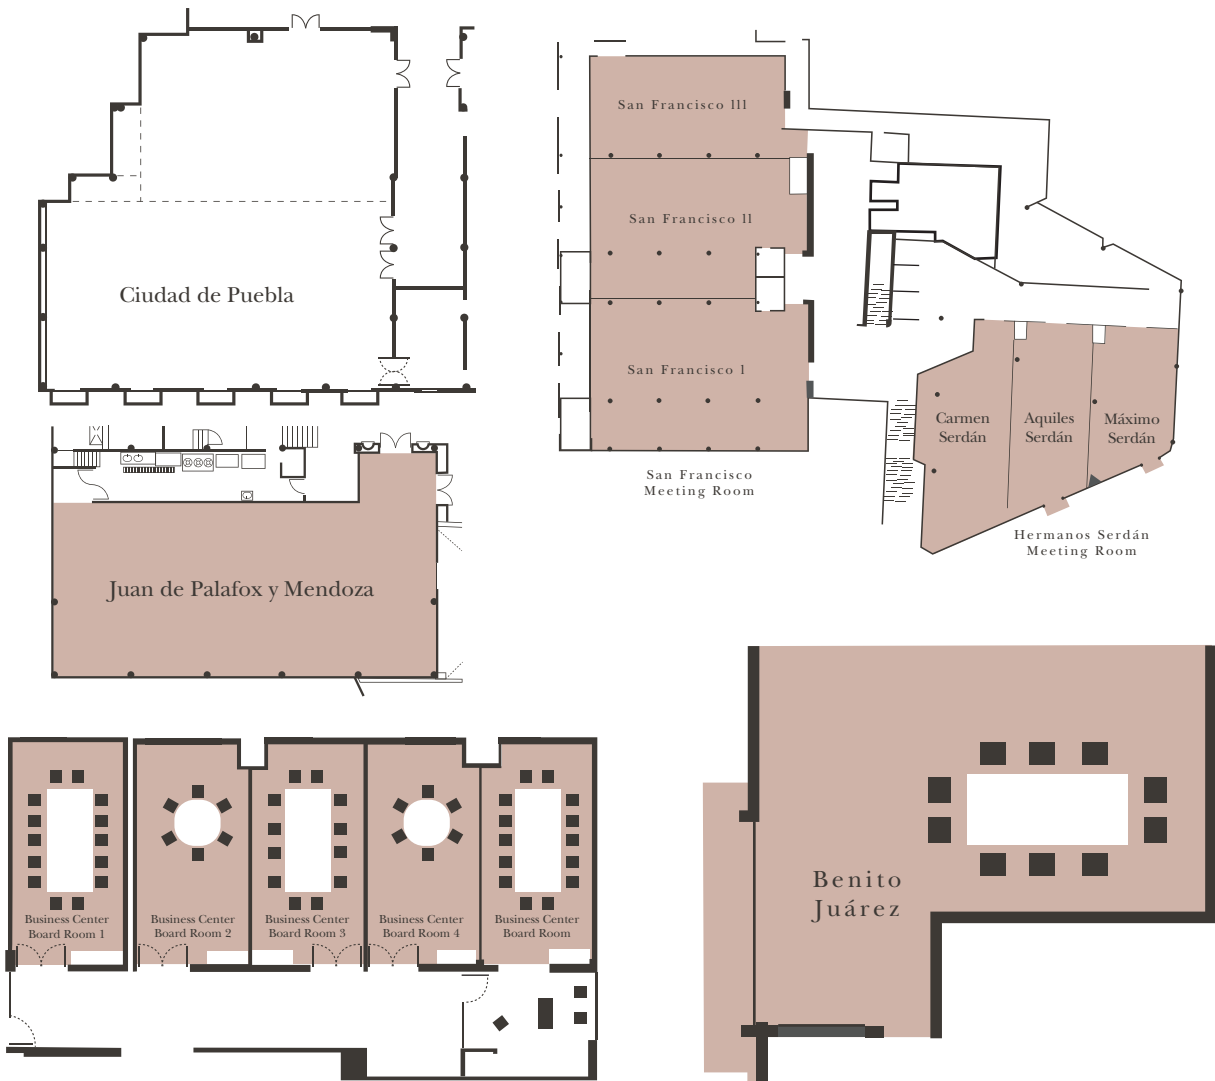 Ciudad de Puebla
San Francisco lll
San Francisco ll
San Francisco l
San Francisco
Meeting Room
Carmen
Serdán
Aquiles
Serdán
Máximo
Serdán
Hermanos Serdán
Meeting Room
Juan de Palafox y Mendoza
Business Center
Board Room 1
Business Center
Board Room 2
Business Center
Board Room 3
Business Center
Board Room 4
Business Center
Board Room
Benito
Juárez